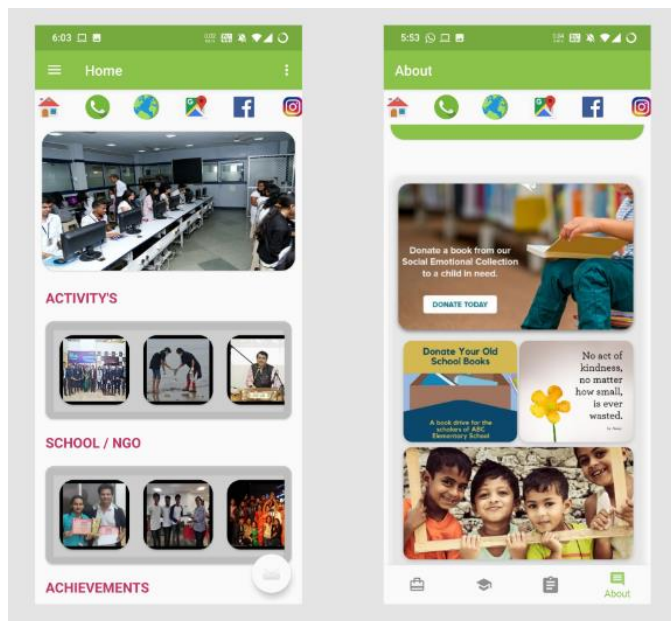 6:03
Home
ACTIVITY'S
SCHOOL / NGO
ACHIEVEMENTS
5:53
About
Donate a book from our
Social Emotional Collection
to a child in need.
DONATE TODAY
Donate Your Old
School Books
A book drive for the
scholars of ABC
Elementary School
No act of
kindness,
no matter
how small,
is ever
wasted.
About